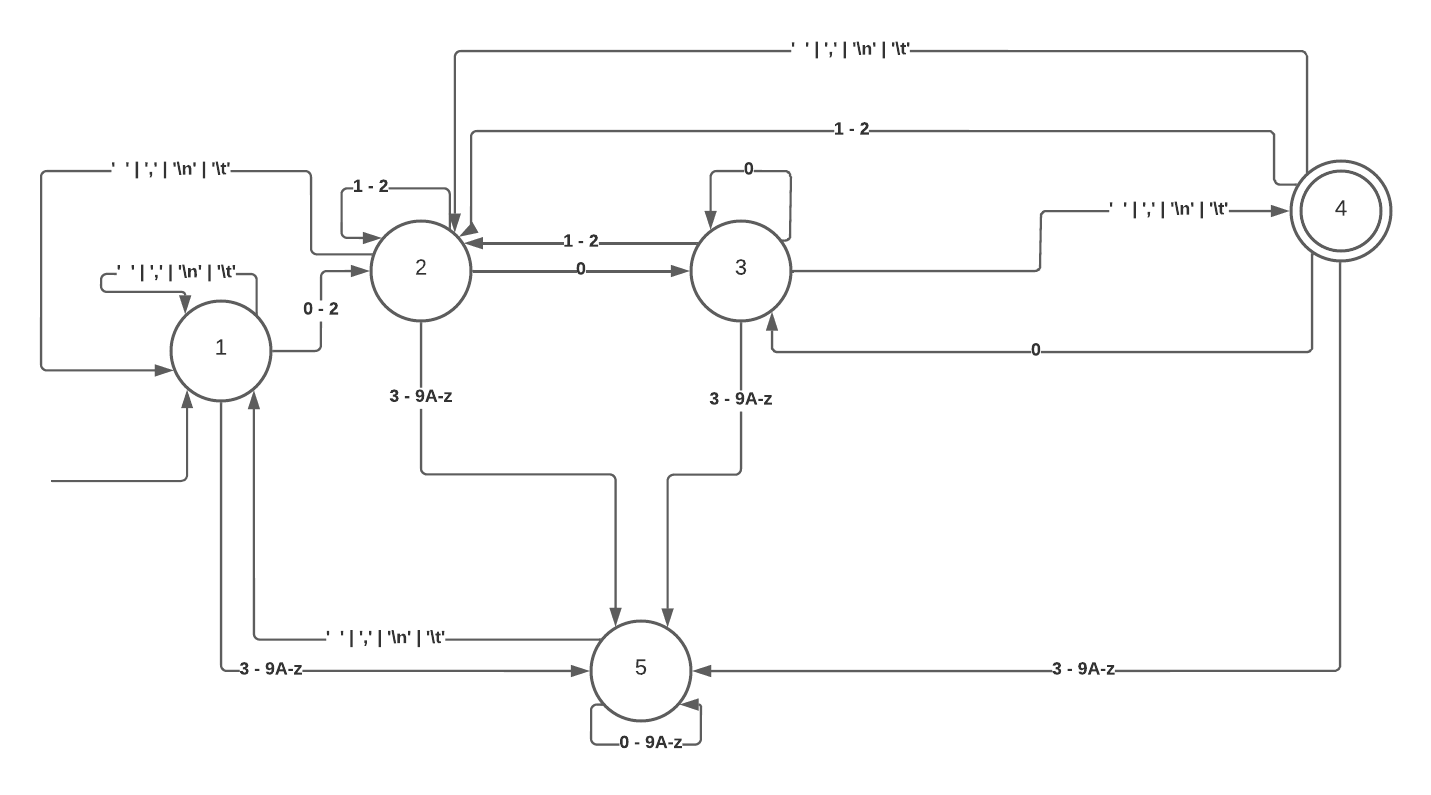 ' ' | ',' | '\n' | '\t'
1 - 2
' ' | ',' | '\n' | '\t'
1 - 2
0
' ' | ',' | '\n' | '\t'
4
1 - 2
2
0
3
' ' | ',' | '\n' | '\t'
0 - 2
1
0
3 - 9A-z
3 - 9A-z
' ' | ',' | '\n' | '\t'
3 - 9A-z
5
3 - 9A-z
0 - 9A-z